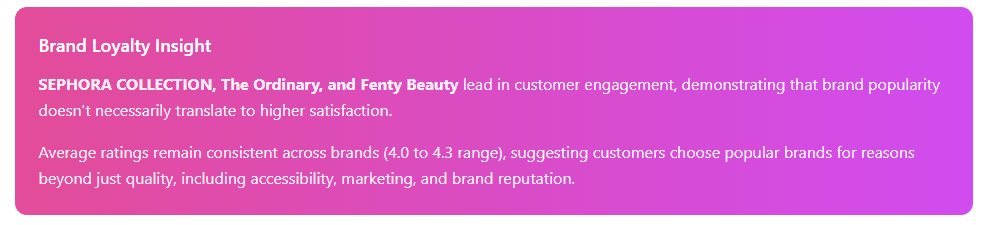 Brand Loyalty Insight
SEPHORA COLLECTION, The Ordinary, and Fenty Beauty lead in customer engagement, demonstrating that brand popularity
doesn't necessarily translate to higher satisfaction.
Average ratings remain consistent across brands (4.0 to 4.3 range), suggesting customers choose popular brands for reasons
beyond just quality, including accessibility, marketing, and brand reputation.